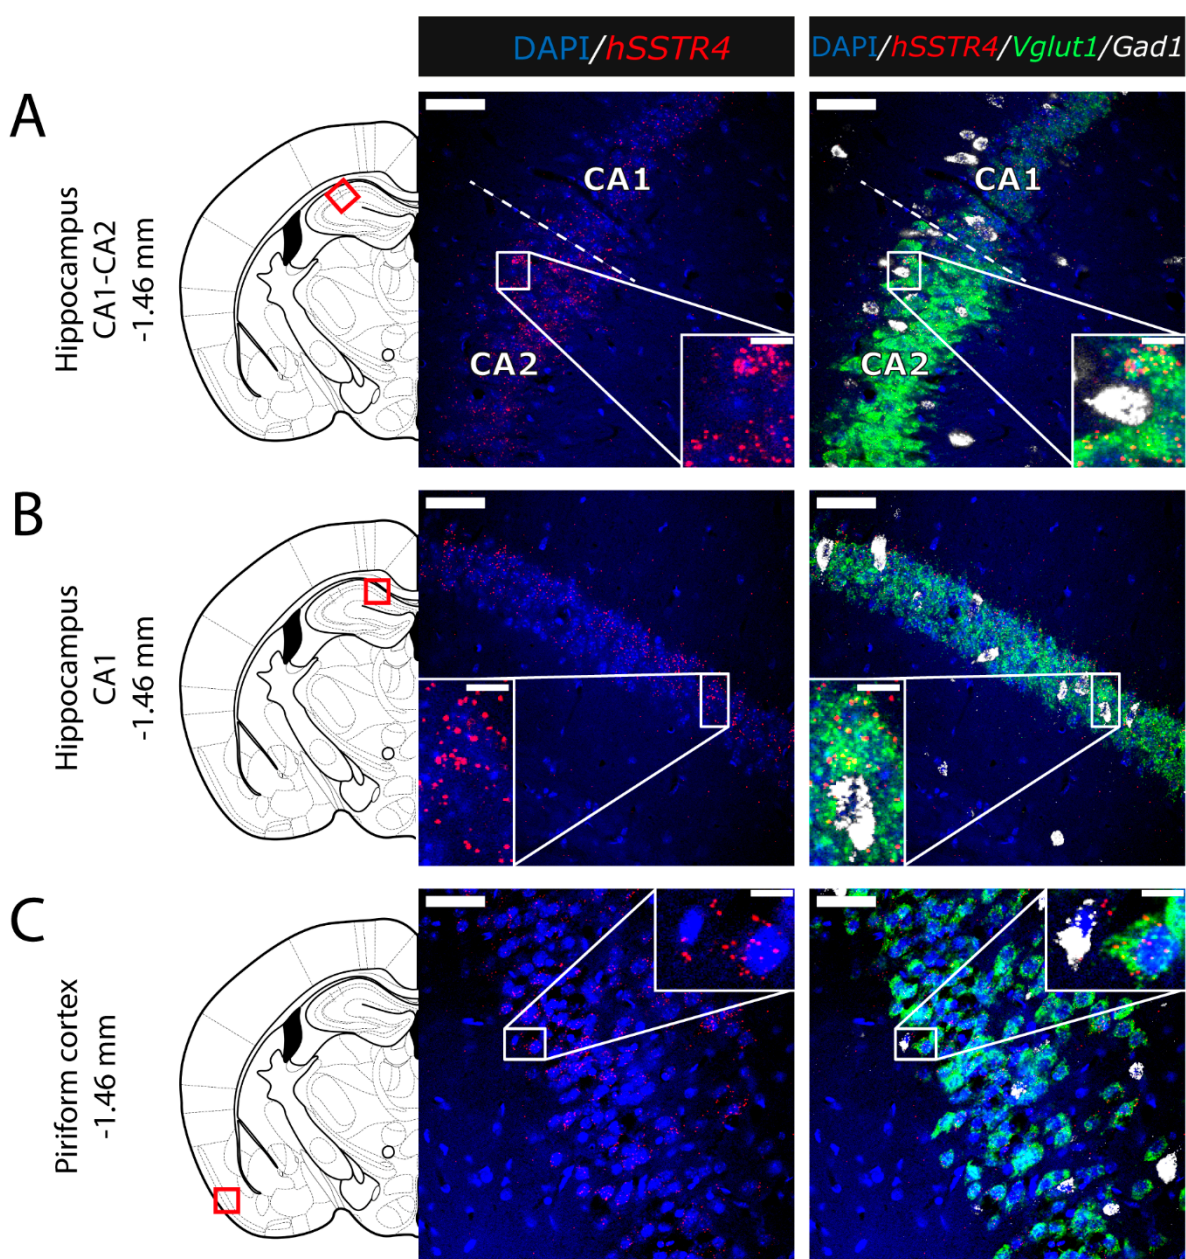 DAPI/hSSTR4
DAPI/hSSTR4/Vglut1/Gad1
A
Hippocampus
CA1-CA2
-1.46 mm
CA1
CA2
CA1
CA2
B
Hippocampus
CA1
-1.46 mm
C
Piriform cortex
-1.46 mm